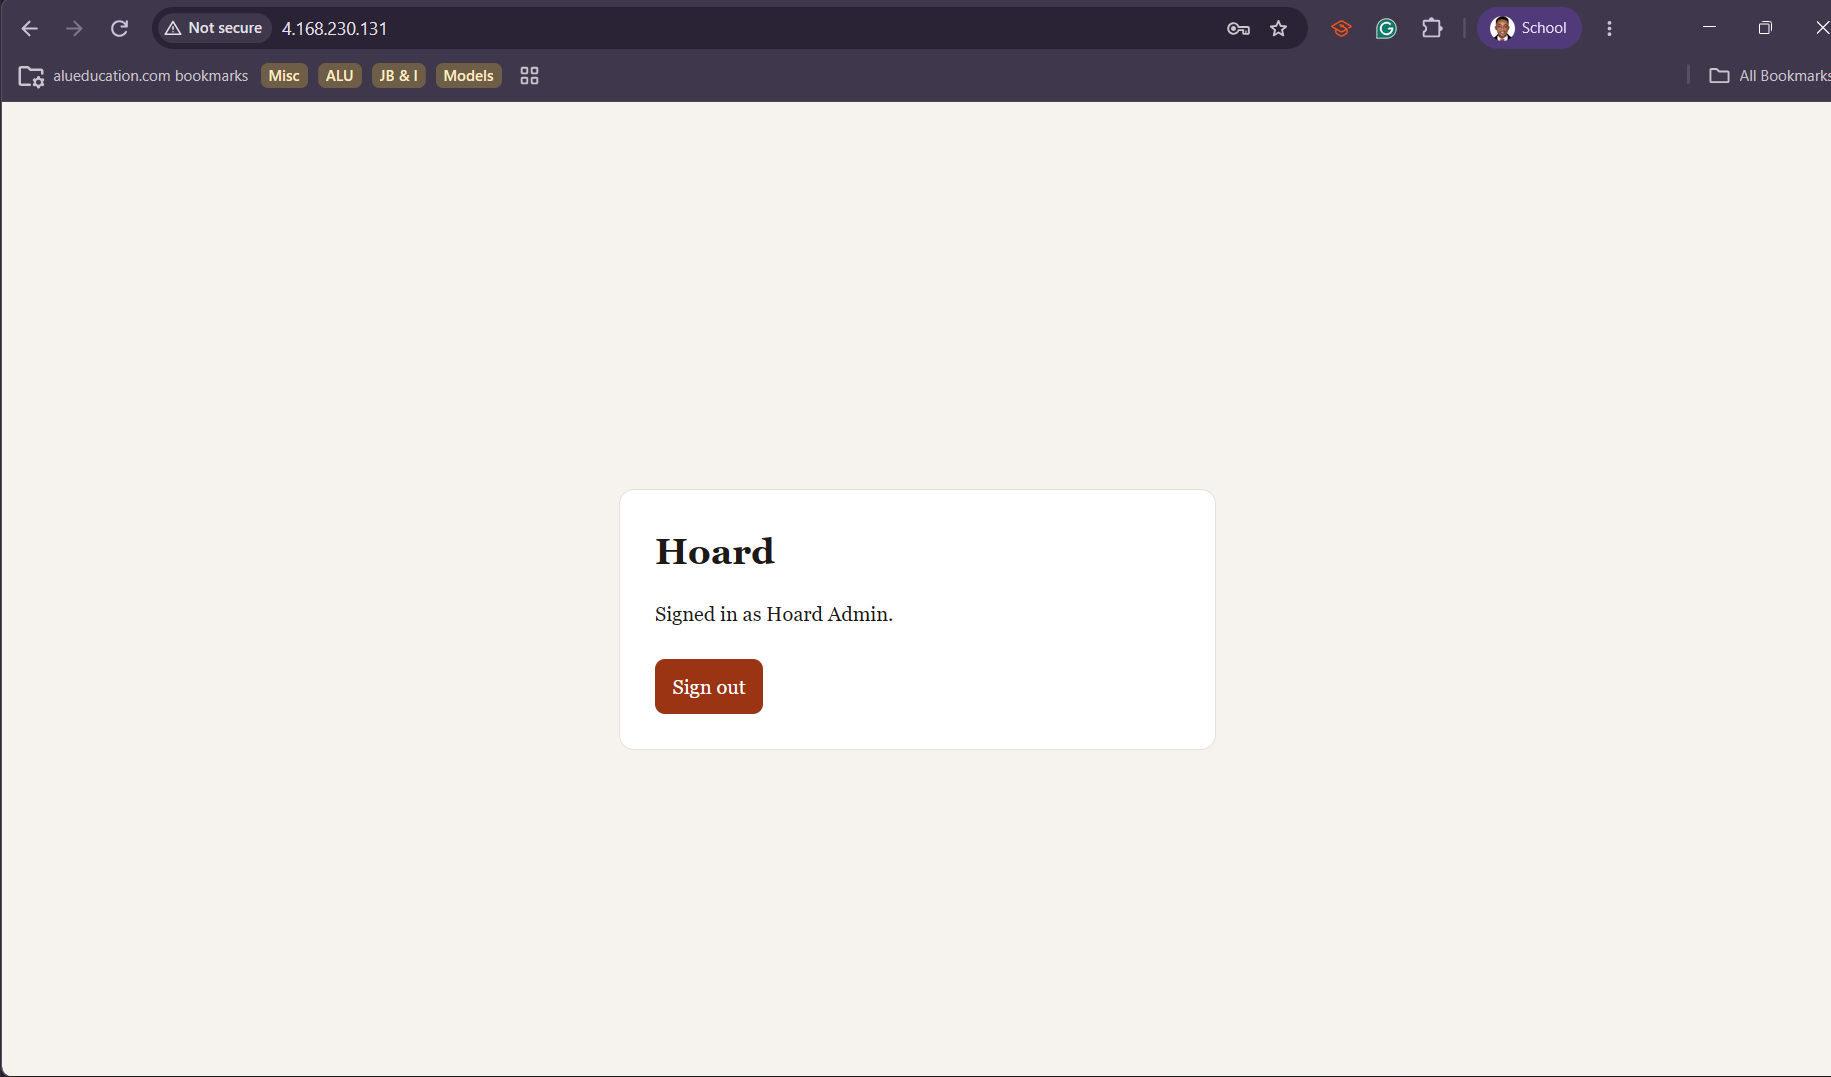 Not secure 4.168.230.131 School
alueducation.com bookmarks Misc ALU JB & I Models All Bookmarks
Hoard
Signed in as Hoard Admin.
Sign out